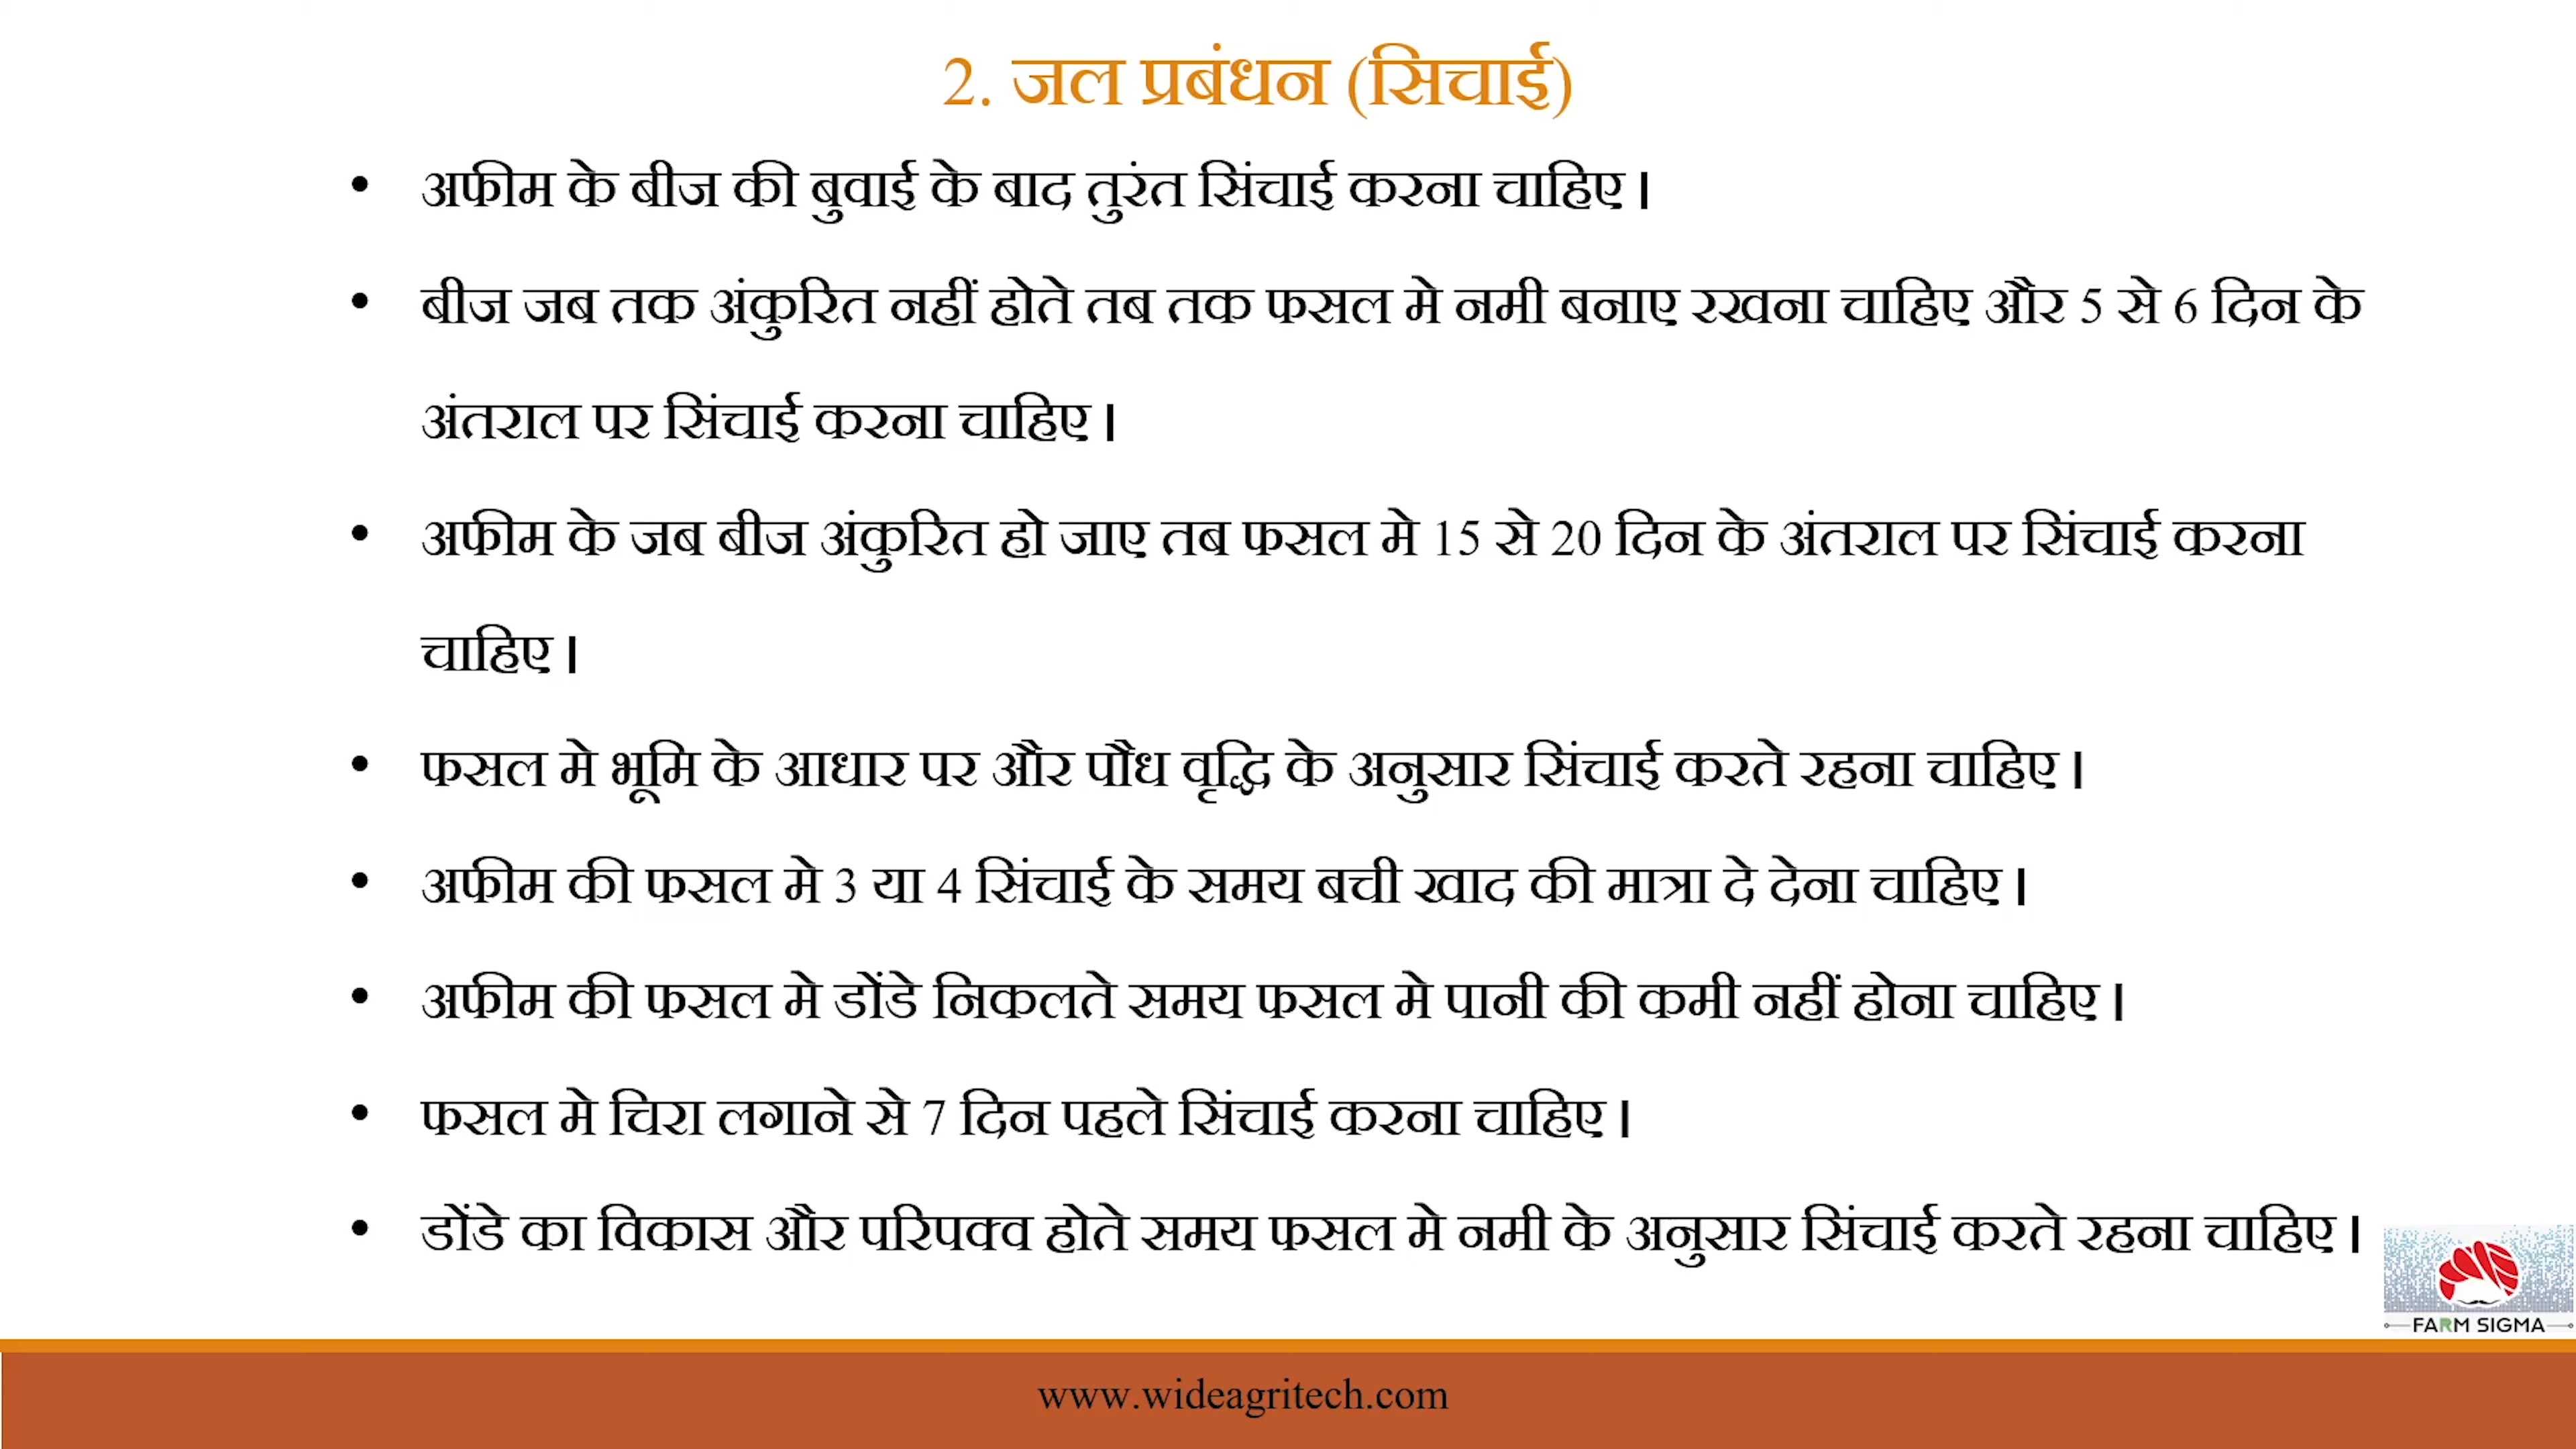 2. जल प्रबंधन (सिचाई)
• अफीम के बीज की बुवाई के बाद तुरंत सिंचाई करना चाहिए।
• बीज जब तक अंकुरित नहीं होते तब तक फसल मे नमी बनाए रखना चाहिए और 5 से 6 दिन के
अंतराल पर सिंचाई करना चाहिए।
• अफीम के जब बीज अंकुरित हो जाए तब फसल मे 15 से 20 दिन के अंतराल पर सिंचाई करना
चाहिए।
• फसल मे भूमि के आधार पर और पौध वृद्धि के अनुसार सिंचाई करते रहना चाहिए।
• अफीम की फसल मे 3 या 4 सिंचाई के समय बची खाद की मात्रा दे देना चाहिए।
• अफीम की फसल मे डोंडे निकलते समय फसल मे पानी की कमी नहीं होना चाहिए।
• फसल मे चिरा लगाने से 7 दिन पहले सिंचाई करना चाहिए।
• डोंडे का विकास और परिपक्व होते समय फसल मे नमी के अनुसार सिंचाई करते रहना चाहिए।
FARM SIGMA
www.wideagritech.com